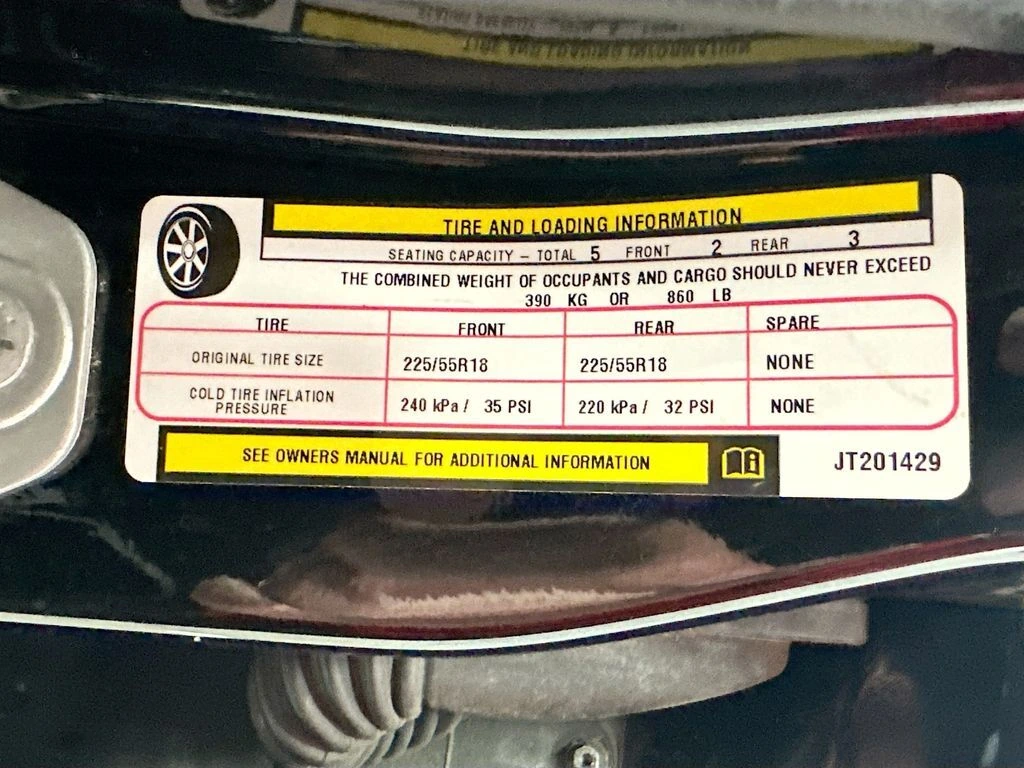 TIRE AND LOADING INFORMATION
SEATING CAPACITY – TOTAL 5 FRONT 2 REAR 3
THE COMBINED WEIGHT OF OCCUPANTS AND CARGO SHOULD NEVER EXCEED
390 KG OR 860 LB
TIRE FRONT REAR SPARE
ORIGINAL TIRE SIZE 225/55R18 225/55R18 NONE
COLD TIRE INFLATION
PRESSURE 240 kPa / 35 PSI 220 kPa / 32 PSI NONE
SEE OWNERS MANUAL FOR ADDITIONAL INFORMATION
JT201429